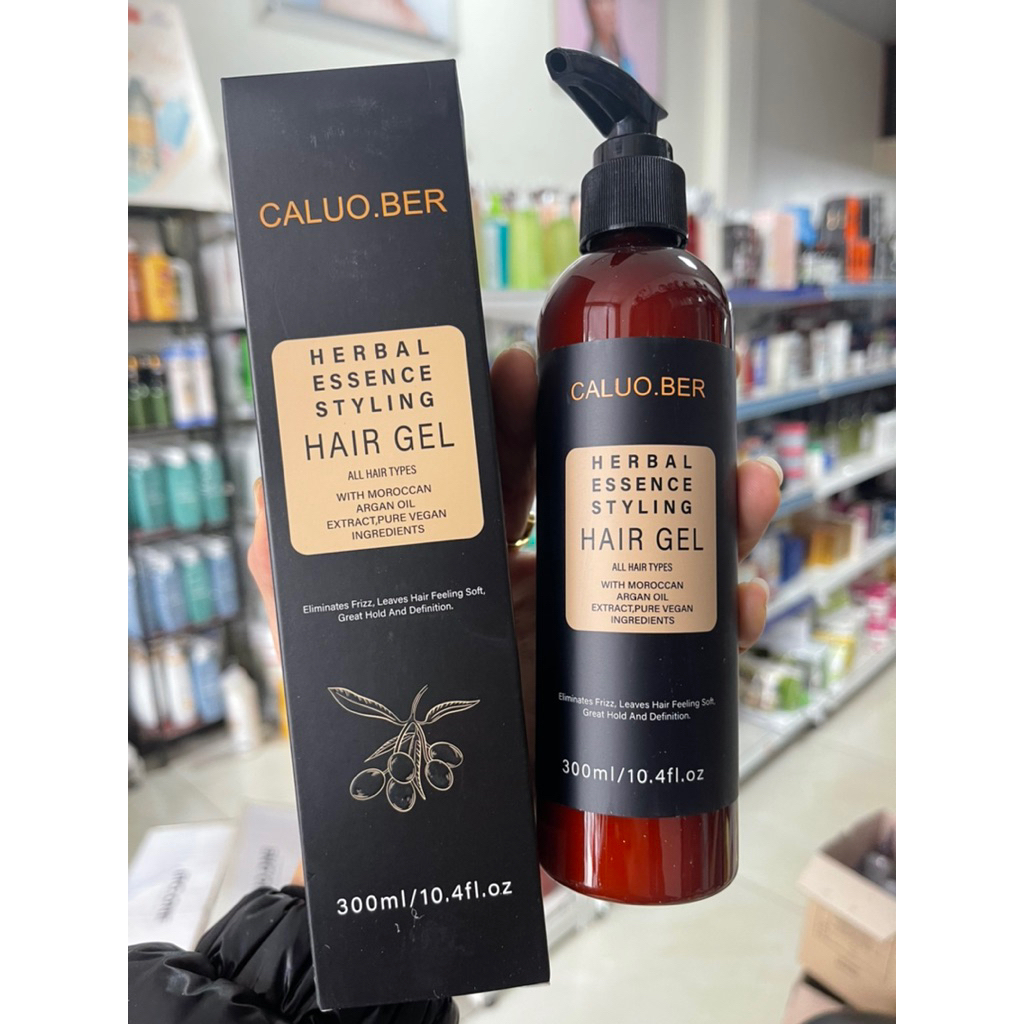 CALUO.BER
HERBAL
ESSENCE
STYLING
HAIR GEL
ALL HAIR TYPES
WITH MOROCCAN
ARGAN OIL
EXTRACT,PURE VEGAN
INGREDIENTS
Eliminates Frizz, Leaves Hair Feeling Soft,
Great Hold And Definition.
300ml/10.4fl.oz
CALUO.BER
HERBAL
ESSENCE
STYLING
HAIR GEL
ALL HAIR TYPES
WITH MOROCCAN
ARGAN OIL
EXTRACT,PURE VEGAN
INGREDIENTS
Eliminates Frizz, Leaves Hair Feeling Soft,
Great Hold And Definition.
300ml/10.4fl.oz